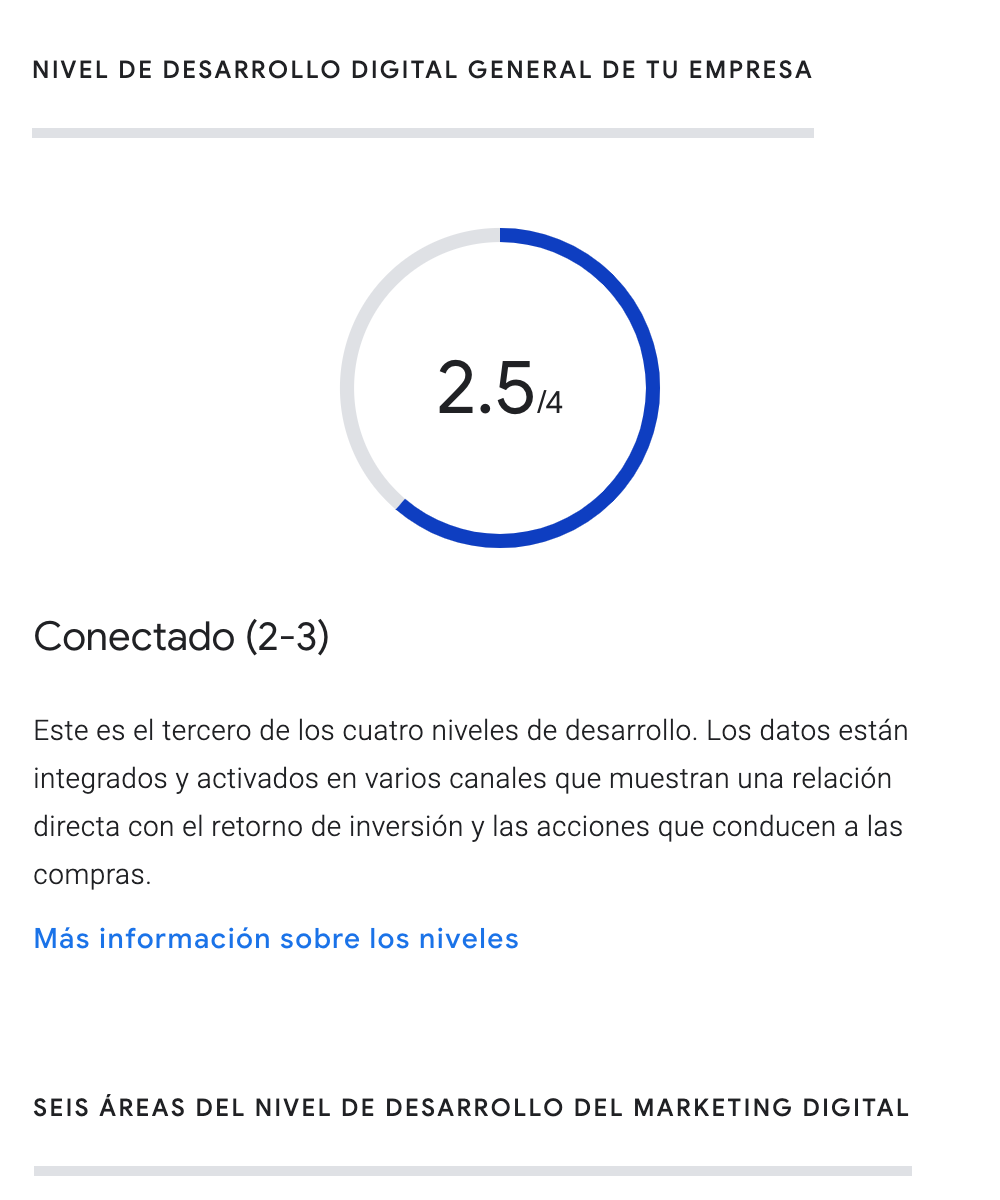 NIVEL DE DESARROLLO DIGITAL GENERAL DE TU EMPRESA
2.5/4
Conectado (2-3)
Este es el tercero de los cuatro niveles de desarrollo. Los datos están
integrados y activados en varios canales que muestran una relación
directa con el retorno de inversión y las acciones que conducen a las
compras.
Más información sobre los niveles
SEIS ÁREAS DEL NIVEL DE DESARROLLO DEL MARKETING DIGITAL